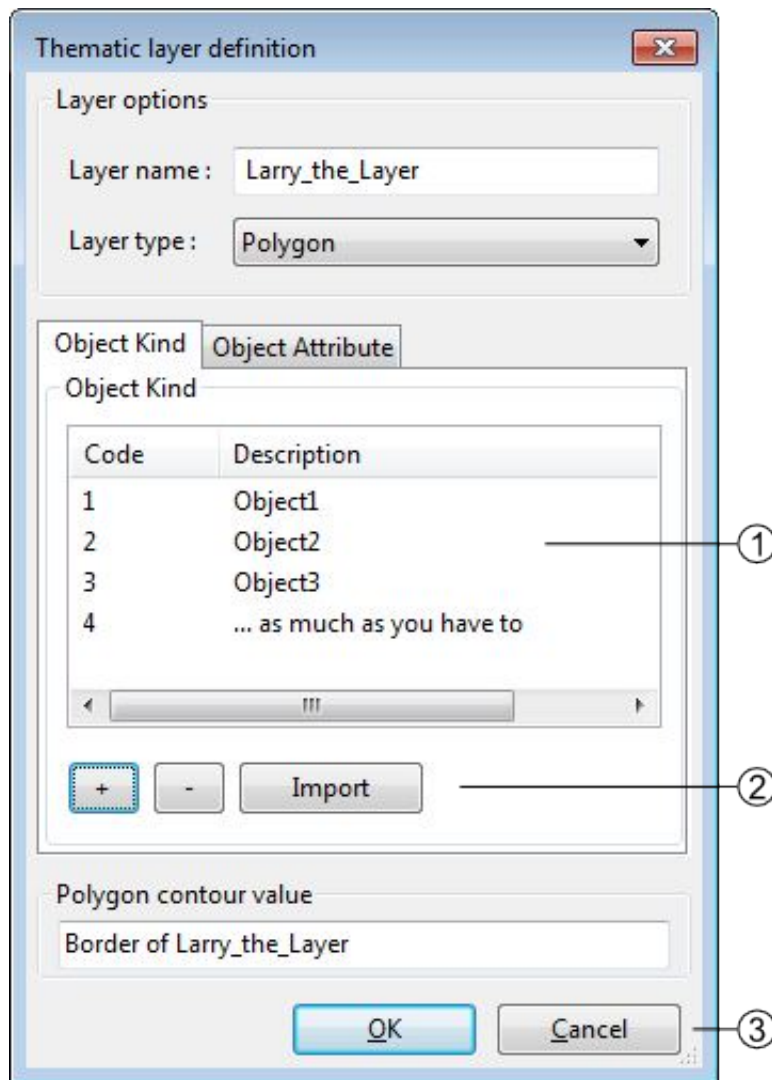 Thematic layer definition
Layer options
Layer name : Larry_the_Layer
Layer type : Polygon
Object Kind Object Attribute
Object Kind
Code Description
1 Object1
2 Object2
3 Object3
4 ... as much as you have to
①
+ - Import
②
Polygon contour value
Border of Larry_the_Layer
OK Cancel
③